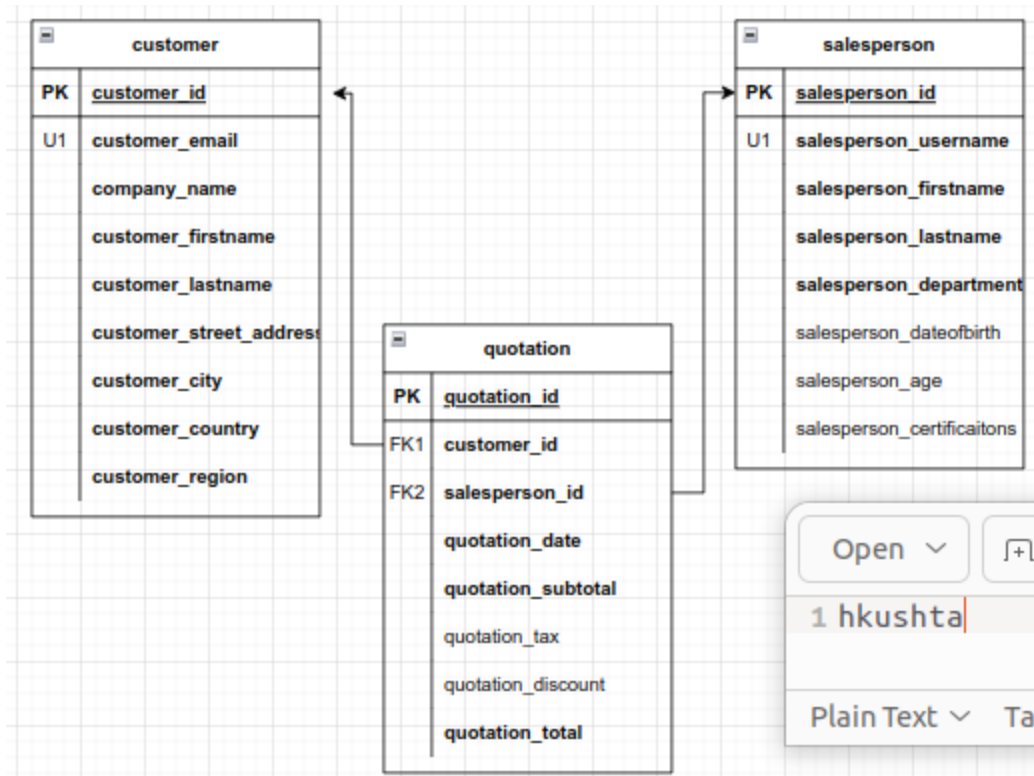 customer
PK customer_id
U1 customer_email
company_name
customer_firstname
customer_lastname
customer_street_address
customer_city
customer_country
customer_region
salesperson
PK salesperson_id
U1 salesperson_username
salesperson_firstname
salesperson_lastname
salesperson_department
salesperson_dateofbirth
salesperson_age
salesperson_certificaitons
quotation
PK quotation_id
FK1 customer_id
FK2 salesperson_id
quotation_date
quotation_subtotal
quotation_tax
quotation_discount
quotation_total
Open
1 hkushta
Plain Text Ta